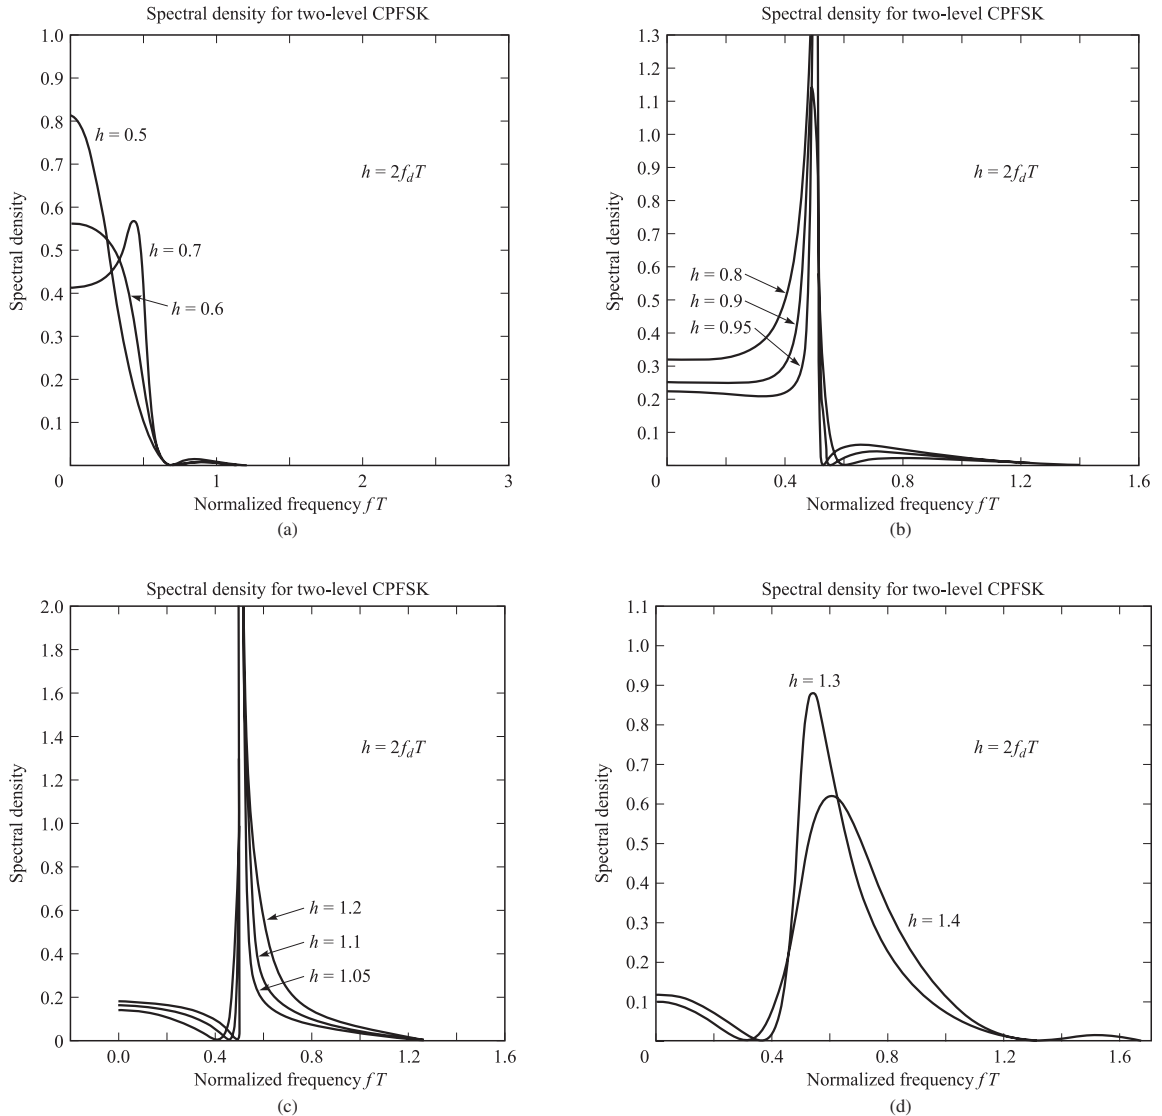 Spectral density for two-level CPFSK
1.0
0.9
0.8
0.7
0.6
0.5
0.4
0.3
0.2
0.1
0
1
2
3
h = 0.5
h = 0.7
h = 0.6
h = 2f_dT
Spectral density
Normalized frequency f T
(a)
Spectral density for two-level CPFSK
1.3
1.2
1.1
1.0
0.9
0.8
0.7
0.6
0.5
0.4
0.3
0.2
0.1
0
0.4
0.8
1.2
1.6
h = 0.8
h = 0.9
h = 0.95
h = 2f_dT
Spectral density
Normalized frequency f T
(b)
Spectral density for two-level CPFSK
2.0
1.8
1.6
1.4
1.2
1.0
0.8
0.6
0.4
0.2
0
0.0
0.4
0.8
1.2
1.6
h = 1.2
h = 1.1
h = 1.05
h = 2f_dT
Spectral density
Normalized frequency f T
(c)
Spectral density for two-level CPFSK
1.1
1.0
0.9
0.8
0.7
0.6
0.5
0.4
0.3
0.2
0.1
0
0.4
0.8
1.2
1.6
h = 1.3
h = 1.4
h = 2f_dT
Spectral density
Normalized frequency f T
(d)